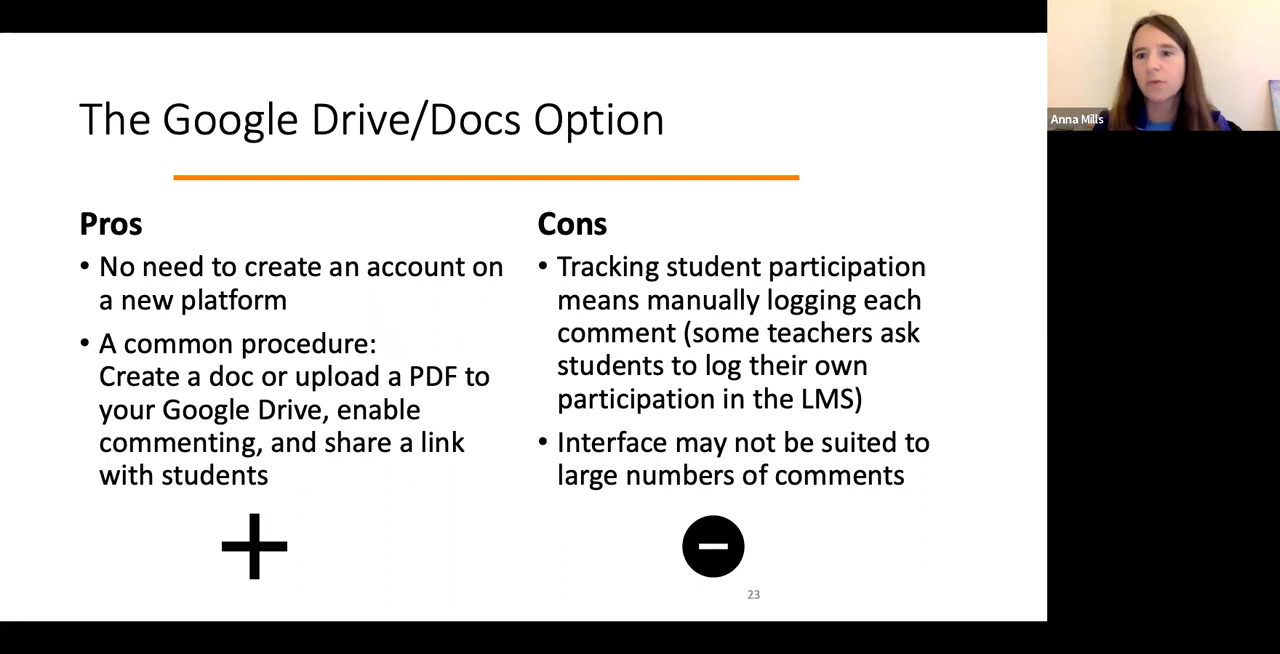 The Google Drive/Docs Option
Pros
• No need to create an account on
a new platform
• A common procedure:
Create a doc or upload a PDF to
your Google Drive, enable
commenting, and share a link
with students
Cons
• Tracking student participation
means manually logging each
comment (some teachers ask
students to log their own
participation in the LMS)
• Interface may not be suited to
large numbers of comments
23
Anna Mills